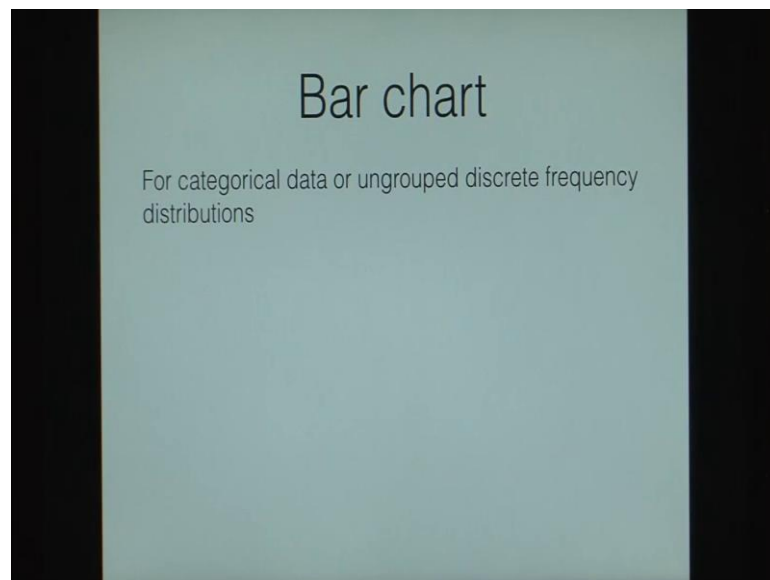 Bar chart
For categorical data or ungrouped discrete frequency
distributions